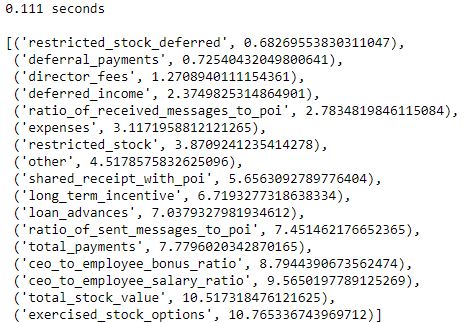 0.111 seconds
[('restricted_stock_deferred', 0.68269553830311047),
('deferral_payments', 0.72540432049800641),
('director_fees', 1.2708940111154361),
('deferred_income', 2.3749825314864901),
('ratio_of_received_messages_to_poi', 2.7834819846115084),
('expenses', 3.1171958812121265),
('restricted_stock', 3.8709241235414278),
('other', 4.5178575832625096),
('shared_receipt_with_poi', 5.6563092789776404),
('long_term_incentive', 6.7193277318638334),
('loan_advances', 7.0379327981934612),
('ratio_of_sent_messages_to_poi', 7.451462176652365),
('total_payments', 7.7796020342870165),
('ceo_to_employee_bonus_ratio', 8.7944390673562474),
('ceo_to_employee_salary_ratio', 9.5650197789125269),
('total_stock_value', 10.517318476121625),
('exercised_stock_options', 10.765336743969712)]